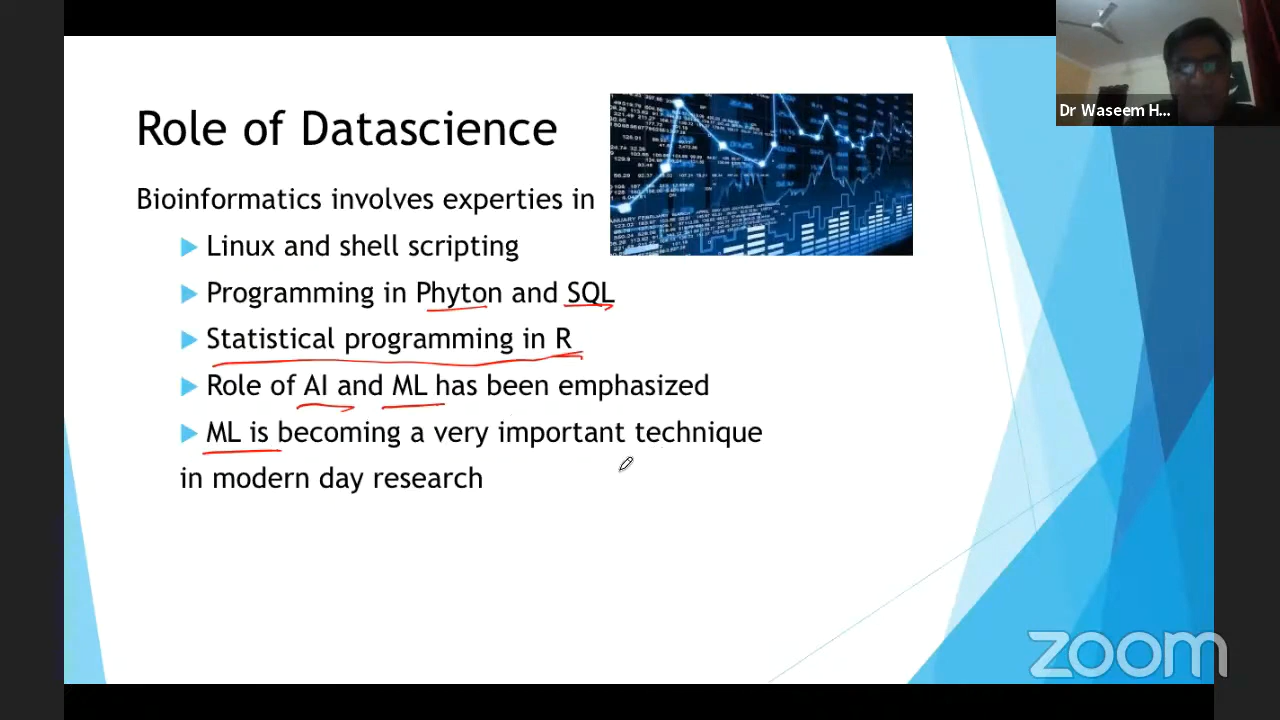 Role of Datascience
Bioinformatics involves experties in
Linux and shell scripting
Programming in Phyton and SQL
Statistical programming in R
Role of AI and ML has been emphasized
ML is becoming a very important technique
in modern day research
Dr Waseem H...
zoom